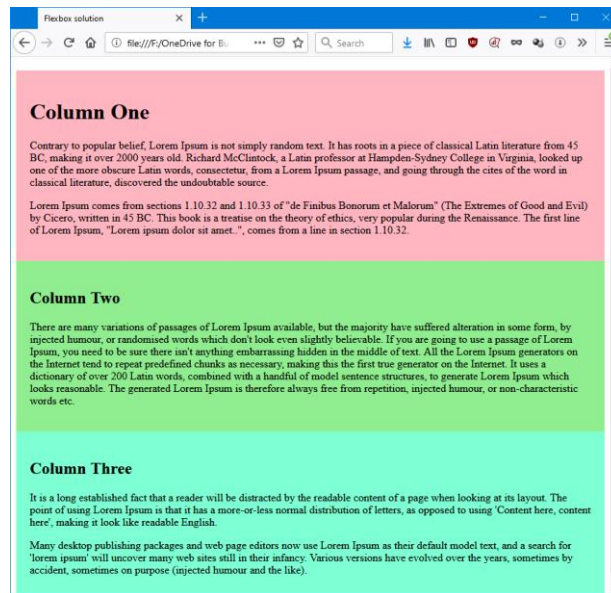 Flexbox solution
file:///F:/OneDrive for Bu
Search
Column One
Contrary to popular belief, Lorem Ipsum is not simply random text. It has roots in a piece of classical Latin literature from 45
BC, making it over 2000 years old. Richard McClintock, a Latin professor at Hampden-Sydney College in Virginia, looked up
one of the more obscure Latin words, consectetur, from a Lorem Ipsum passage, and going through the cites of the word in
classical literature, discovered the undoubtable source.
Lorem Ipsum comes from sections 1.10.32 and 1.10.33 of "de Finibus Bonorum et Malorum" (The Extremes of Good and Evil)
by Cicero, written in 45 BC. This book is a treatise on the theory of ethics, very popular during the Renaissance. The first line
of Lorem Ipsum, "Lorem ipsum dolor sit amet..", comes from a line in section 1.10.32.
Column Two
There are many variations of passages of Lorem Ipsum available, but the majority have suffered alteration in some form, by
injected humour, or randomised words which don't look even slightly believable. If you are going to use a passage of Lorem
Ipsum, you need to be sure there isn't anything embarrassing hidden in the middle of text. All the Lorem Ipsum generators on
the Internet tend to repeat predefined chunks as necessary, making this the first true generator on the Internet. It uses a
dictionary of over 200 Latin words, combined with a handful of model sentence structures, to generate Lorem Ipsum which
looks reasonable. The generated Lorem Ipsum is therefore always free from repetition, injected humour, or non-characteristic
words etc.
Column Three
It is a long established fact that a reader will be distracted by the readable content of a page when looking at its layout. The
point of using Lorem Ipsum is that it has a more-or-less normal distribution of letters, as opposed to using 'Content here, content
here', making it look like readable English.
Many desktop publishing packages and web page editors now use Lorem Ipsum as their default model text, and a search for
'lorem ipsum' will uncover many web sites still in their infancy. Various versions have evolved over the years, sometimes by
accident, sometimes on purpose (injected humour and the like).